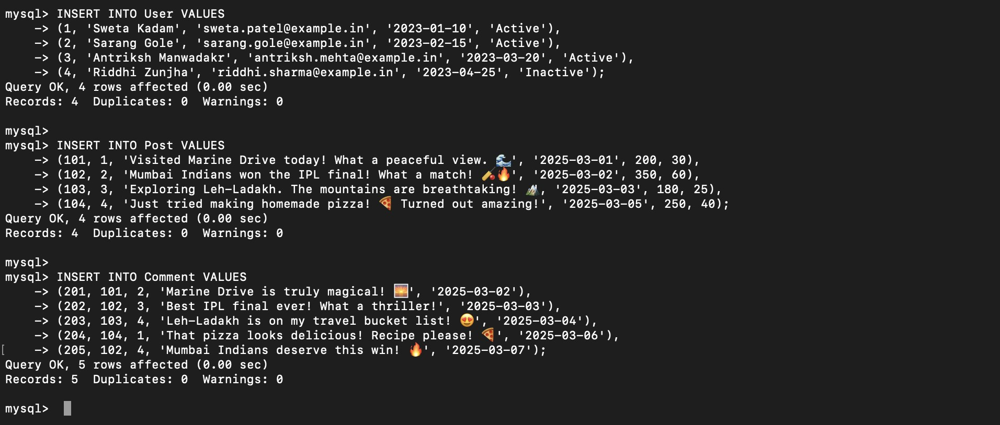 mysql> INSERT INTO User VALUES
    -> (1, 'Sweta Kadam', 'sweta.patel@example.in', '2023-01-10', 'Active'),
    -> (2, 'Sarang Gole', 'sarang.gole@example.in', '2023-02-15', 'Active'),
    -> (3, 'Antriksh Manwadakr', 'antriksh.mehta@example.in', '2023-03-20', 'Active'),
    -> (4, 'Riddhi Zunjha', 'riddhi.sharma@example.in', '2023-04-25', 'Inactive');
Query OK, 4 rows affected (0.00 sec)
Records: 4  Duplicates: 0  Warnings: 0

mysql>
mysql> INSERT INTO Post VALUES
    -> (101, 1, 'Visited Marine Drive today! What a peaceful view. 🌊', '2025-03-01', 200, 30),
    -> (102, 2, 'Mumbai Indians won the IPL final! What a match! 🏏🔥', '2025-03-02', 350, 60),
    -> (103, 3, 'Exploring Leh-Ladakh. The mountains are breathtaking! 🏔️, '2025-03-03', 180, 25),
    -> (104, 4, 'Just tried making homemade pizza! 🍕 Turned out amazing!', '2025-03-05', 250, 40);
Query OK, 4 rows affected (0.00 sec)
Records: 4  Duplicates: 0  Warnings: 0

mysql>
mysql> INSERT INTO Comment VALUES
    -> (201, 101, 2, 'Marine Drive is truly magical! 🌅', '2025-03-02'),
    -> (202, 102, 3, 'Best IPL final ever! What a thriller!', '2025-03-03'),
    -> (203, 103, 4, 'Leh-Ladakh is on my travel bucket list! 😍', '2025-03-04'),
    -> (204, 104, 1, 'That pizza looks delicious! Recipe please! 🍕', '2025-03-06'),
[    -> (205, 102, 4, 'Mumbai Indians deserve this win! 🔥', '2025-03-07');
Query OK, 5 rows affected (0.00 sec)
Records: 5  Duplicates: 0  Warnings: 0

mysql>